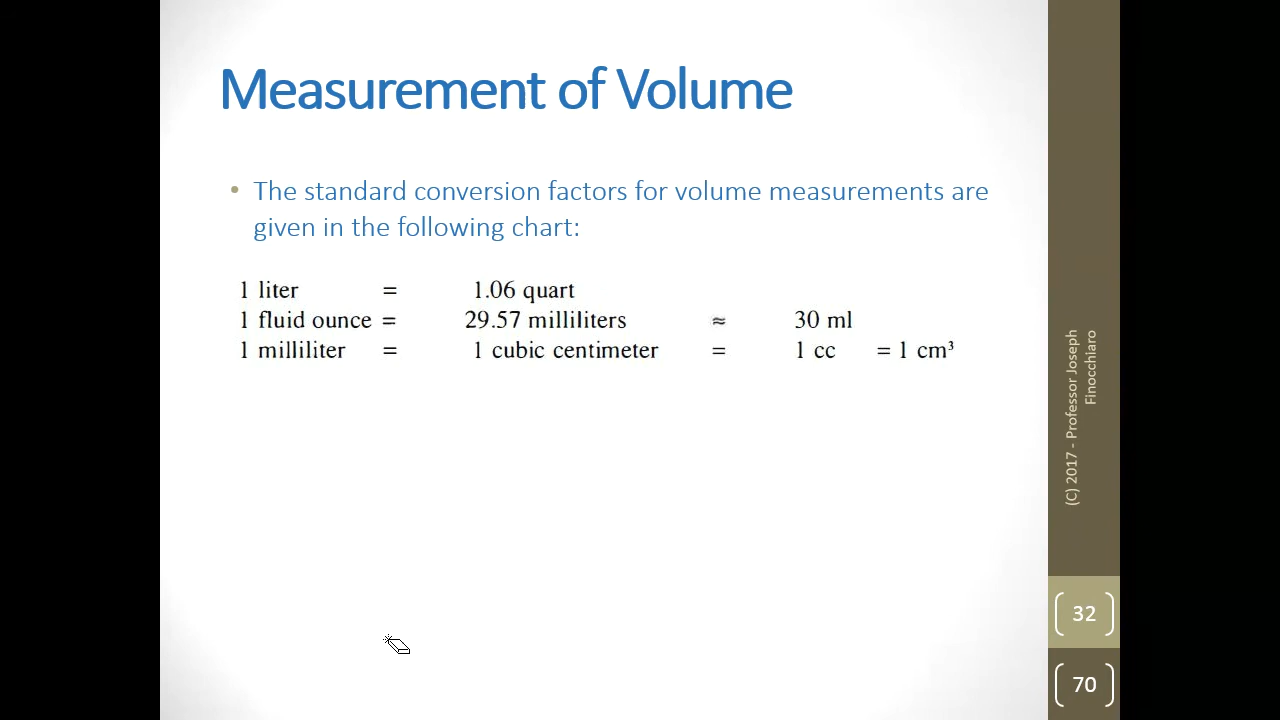 Measurement of Volume
• The standard conversion factors for volume measurements are
given in the following chart:
1 liter = 1.06 quart
1 fluid ounce = 29.57 milliliters ≈ 30 ml
1 milliliter = 1 cubic centimeter = 1 cc = 1 cm³
(C) 2017 - Professor Joseph
Finocchiaro
32
70